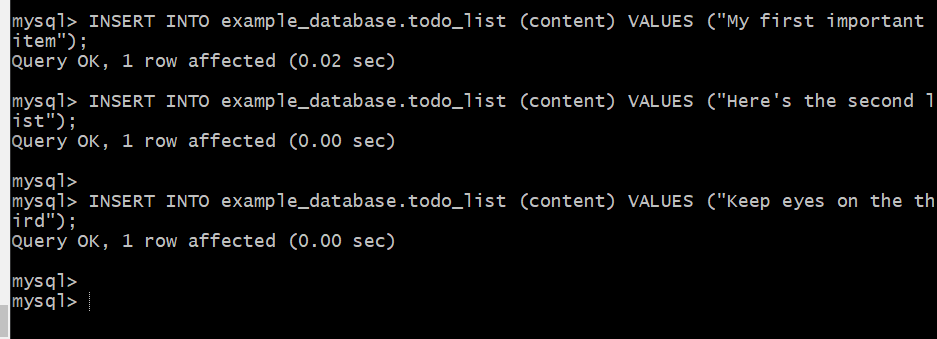 mysql> INSERT INTO example_database.todo_list (content) VALUES ("My first important
item");
Query OK, 1 row affected (0.02 sec)
mysql> INSERT INTO example_database.todo_list (content) VALUES ("Here's the second l
ist");
Query OK, 1 row affected (0.00 sec)
mysql>
mysql> INSERT INTO example_database.todo_list (content) VALUES ("Keep eyes on the th
ird");
Query OK, 1 row affected (0.00 sec)
mysql>
mysql>